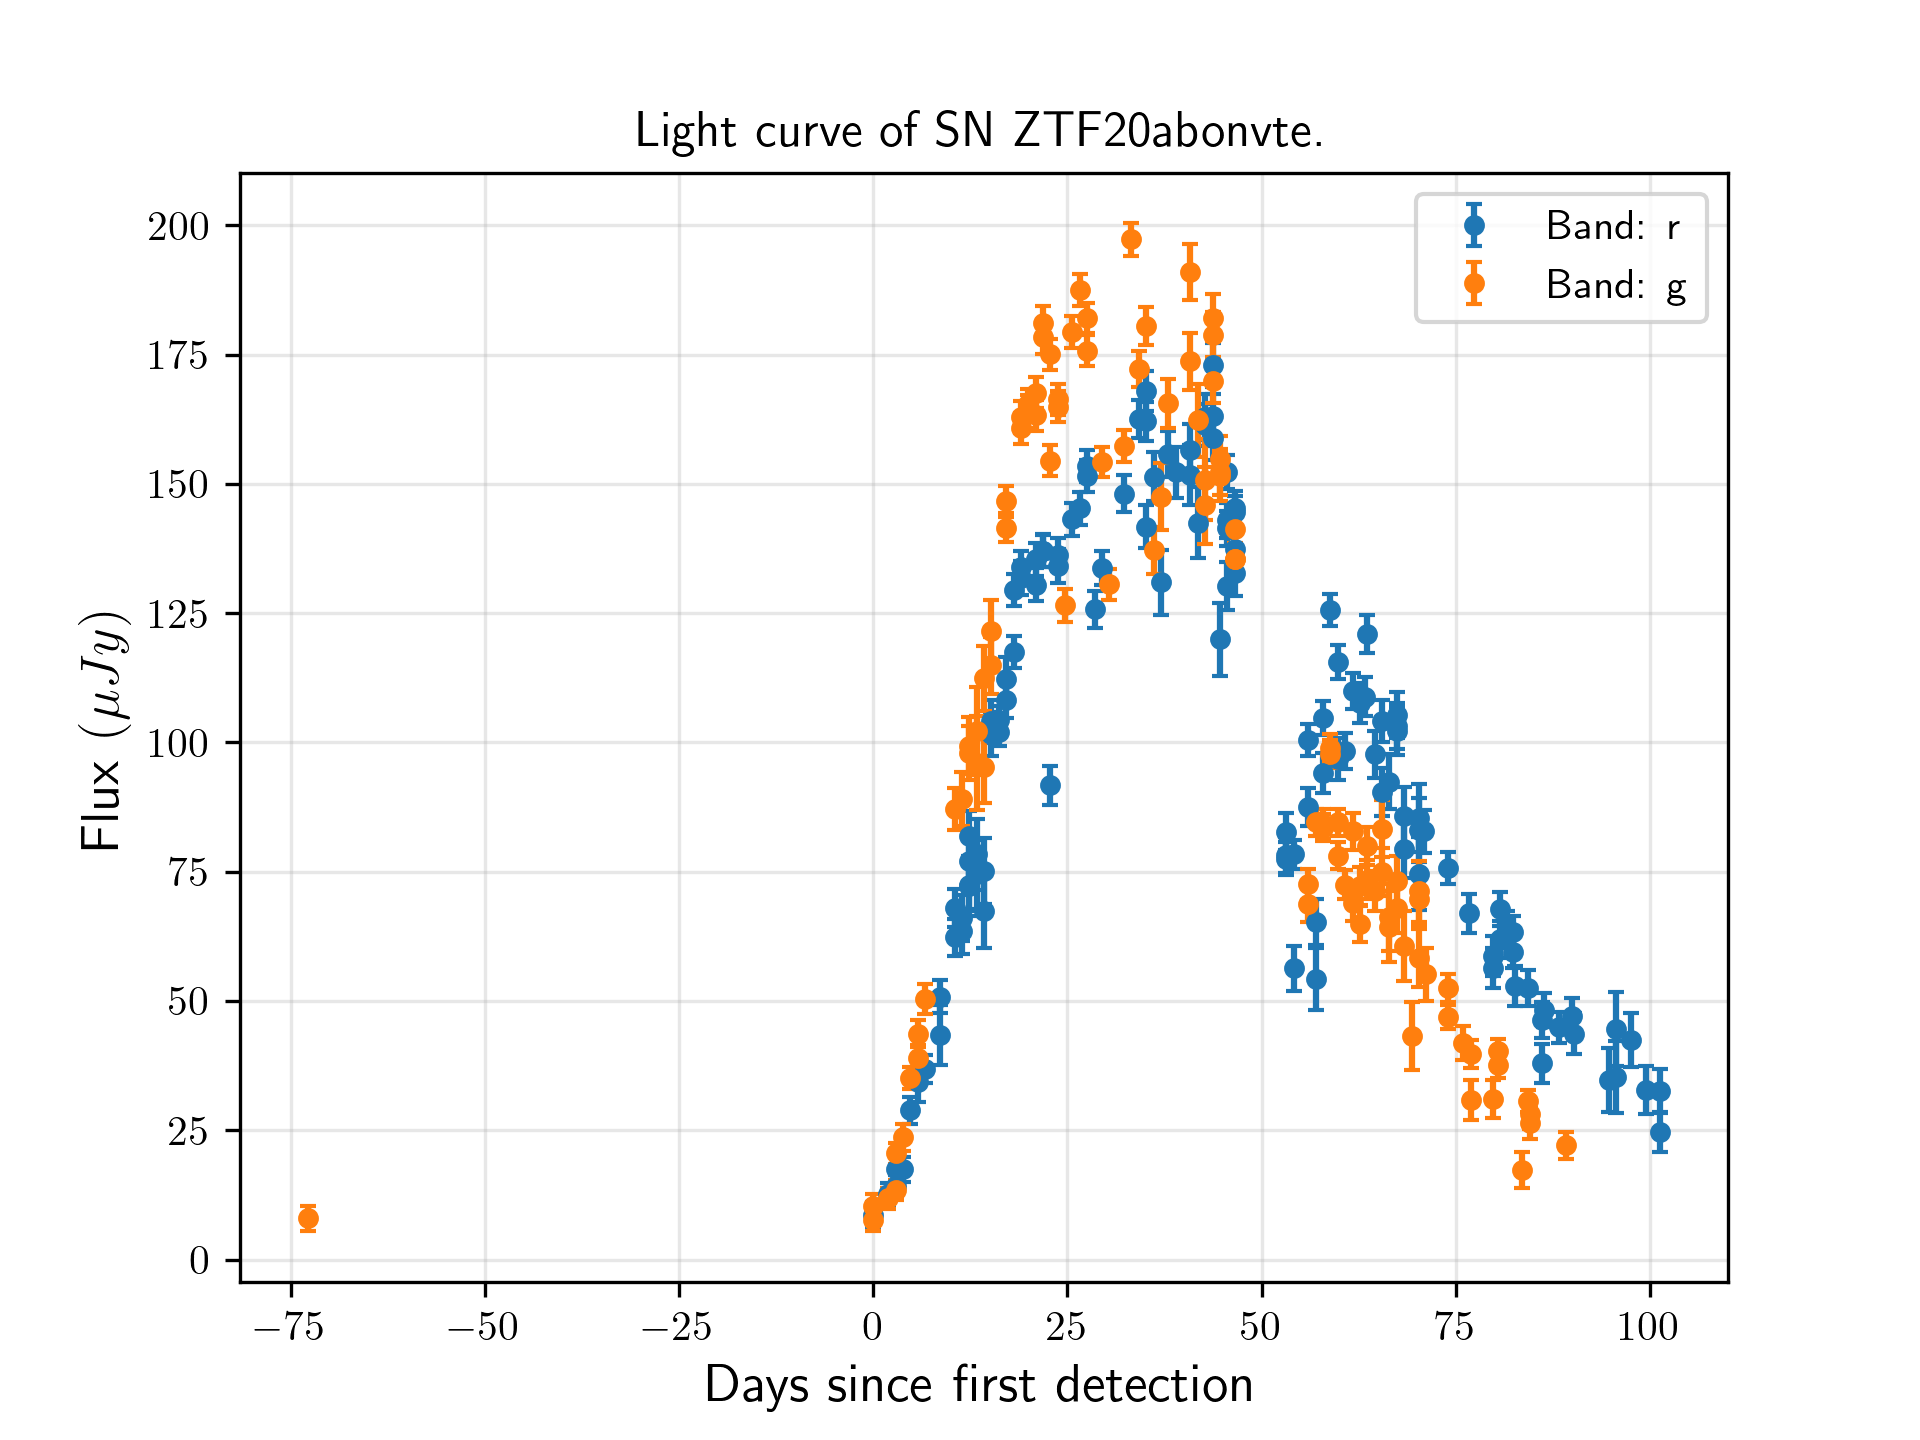 Light curve of SN ZTF20abonvte.
Band: r
Band: g
Flux (μJy)
200
175
150
125
100
75
50
25
0
−75 −50 −25 0 25 50 75 100
Days since first detection